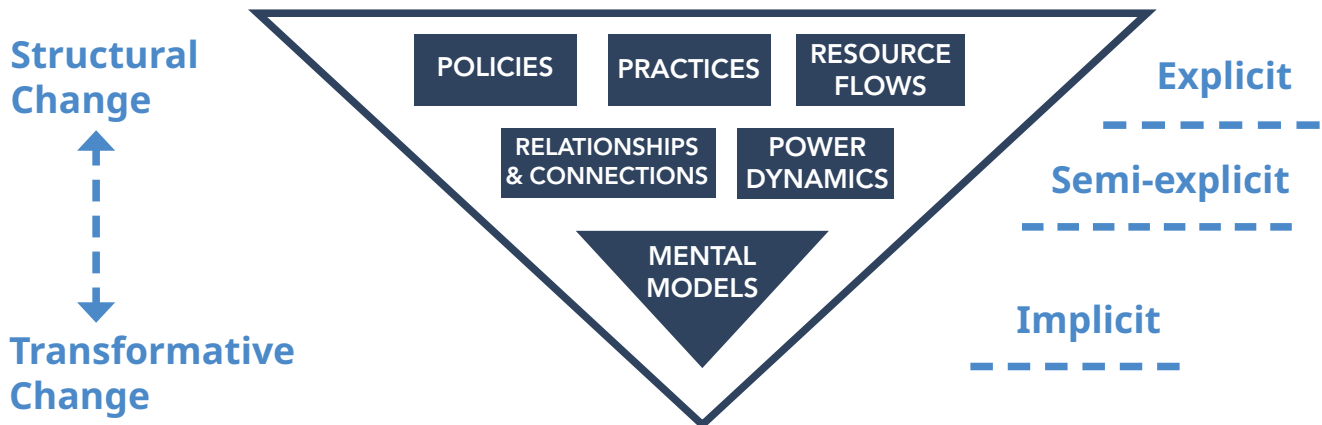 Structural
Change
POLICIES
PRACTICES
RESOURCE
FLOWS
Explicit
RELATIONSHIPS
& CONNECTIONS
POWER
DYNAMICS
Semi-explicit
MENTAL
MODELS
Implicit
Transformative
Change